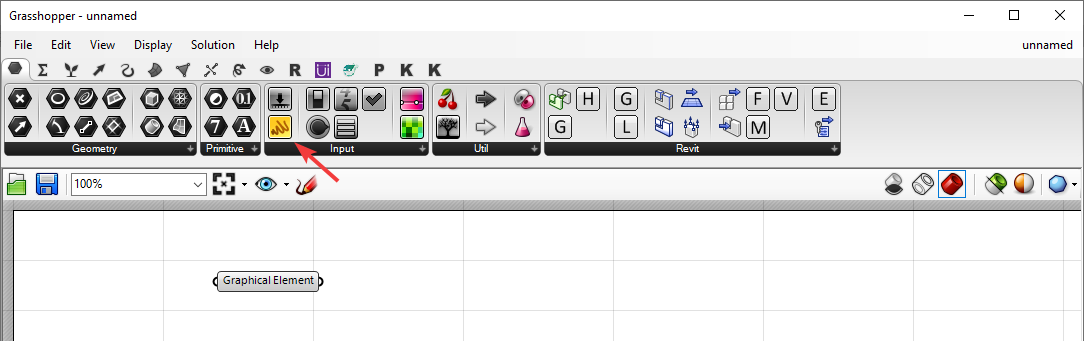 Grasshopper - unnamed
File Edit View Display Solution Help unnamed
Σ R Ui P K K
0.1 H G F V E
7 A G L M
Geometry Primitive Input Util Revit
100%
Graphical Element